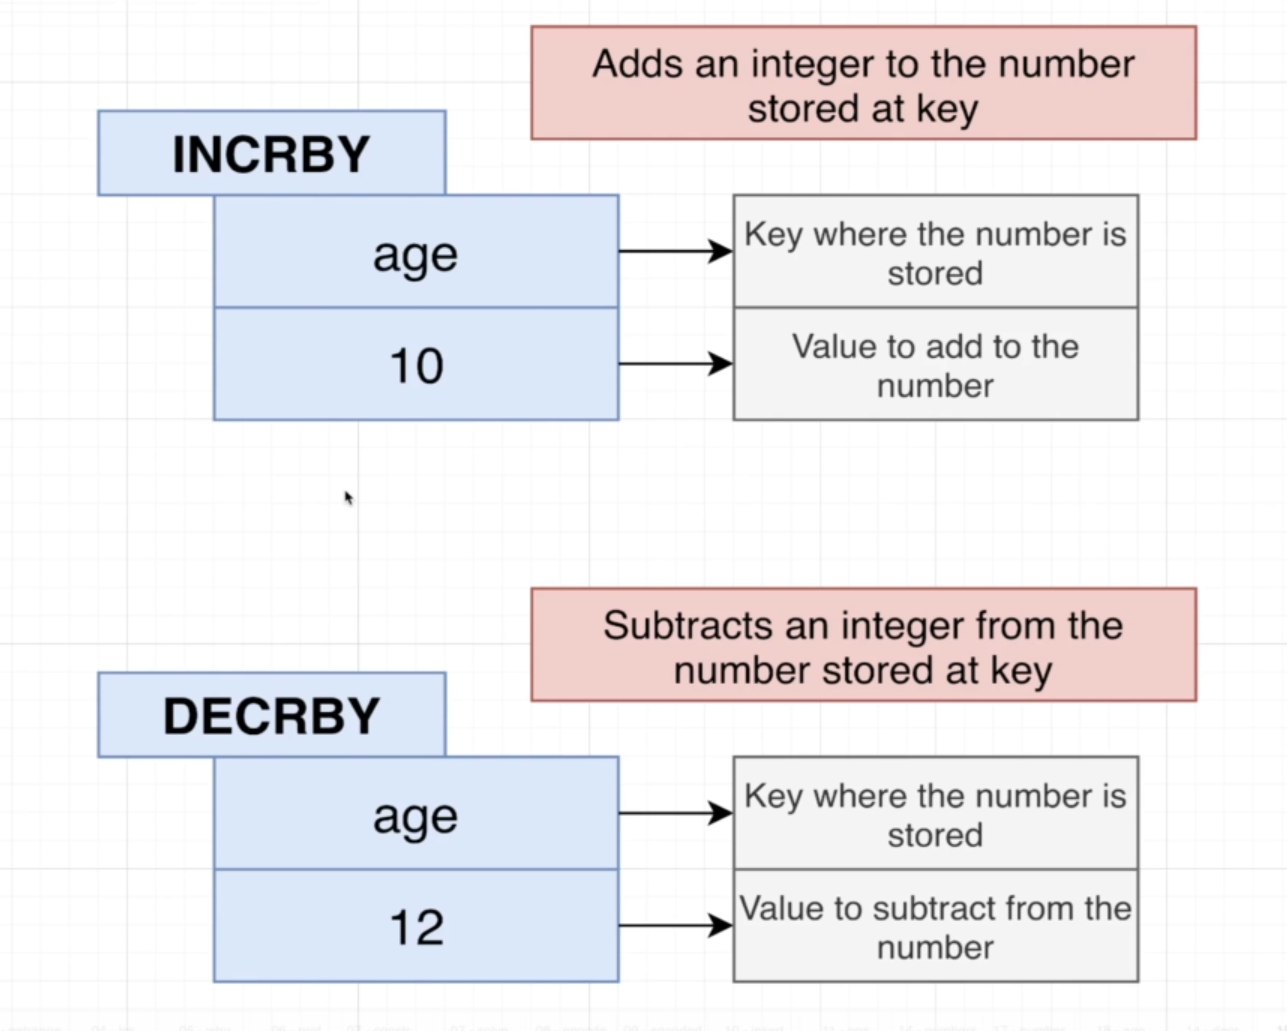 Adds an integer to the number
stored at key
INCRBY
age
Key where the number is
stored
10
Value to add to the
number
Subtracts an integer from the
number stored at key
DECRBY
age
Key where the number is
stored
12
Value to subtract from the
number